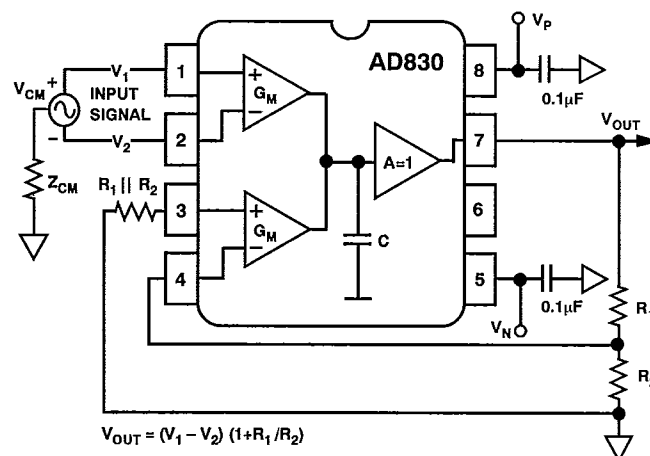 V_P
AD830
1
8
0.1µF
V_CM
+
V_1
INPUT
SIGNAL
+
G_M
−
V_OUT
−
V_2
2
A=1
7
Z_CM
R_1 || R_2
3
+
G_M
−
C
6
4
5
0.1µF
V_N
V_OUT = (V_1 − V_2) (1+R_1/R_2)